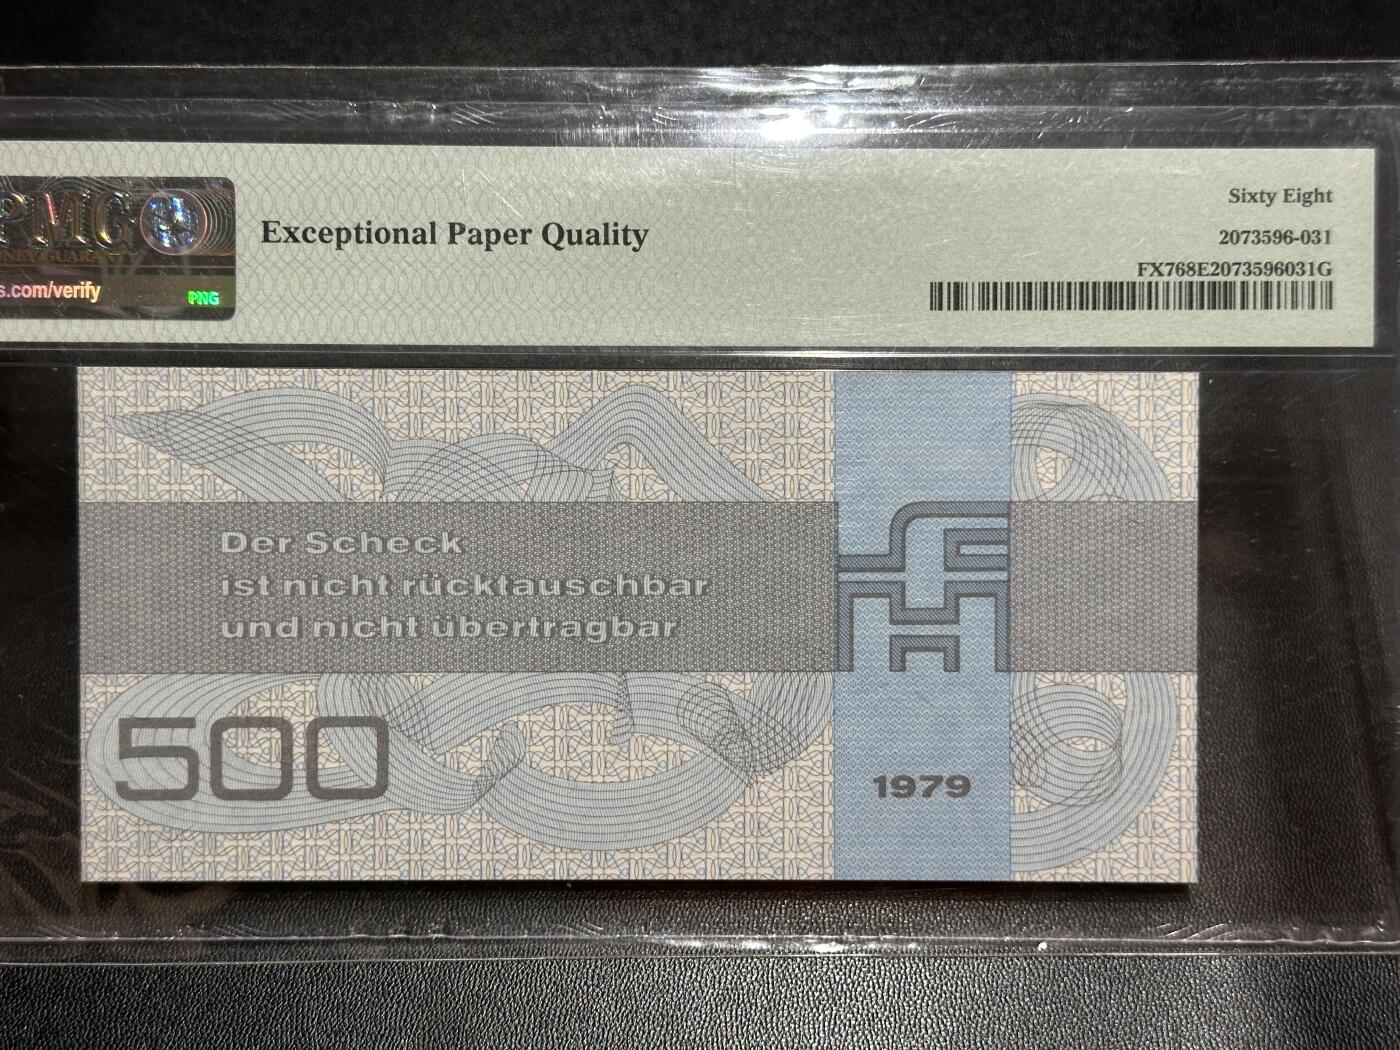 PMG
Exceptional Paper Quality
Sixty Eight
2073596-031
FX768E2073596031G
s.com/verify
PNG
Der Scheck
ist nicht rücktauschbar
und nicht übertragbar
500
1979